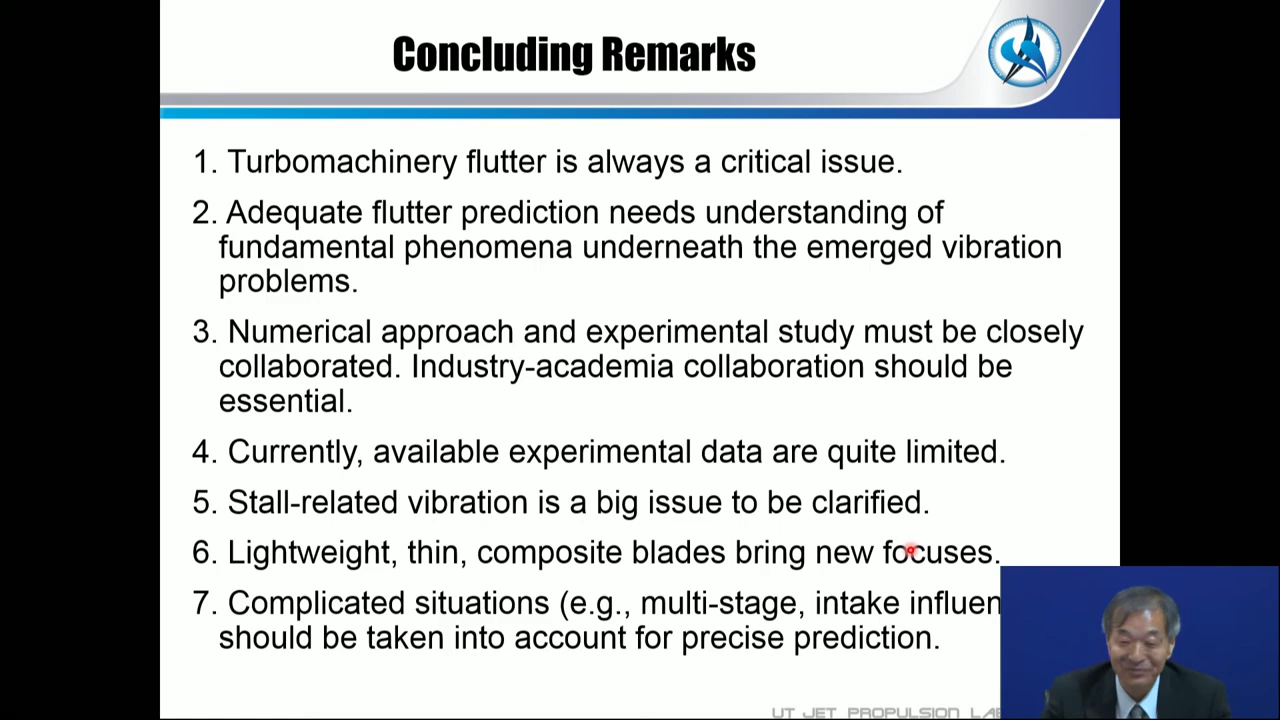 Concluding Remarks
1. Turbomachinery flutter is always a critical issue.
2. Adequate flutter prediction needs understanding of
fundamental phenomena underneath the emerged vibration
problems.
3. Numerical approach and experimental study must be closely
collaborated. Industry-academia collaboration should be
essential.
4. Currently, available experimental data are quite limited.
5. Stall-related vibration is a big issue to be clarified.
6. Lightweight, thin, composite blades bring new focuses.
7. Complicated situations (e.g., multi-stage, intake
should be taken into account for precise prediction.
UT JET PROPULSION